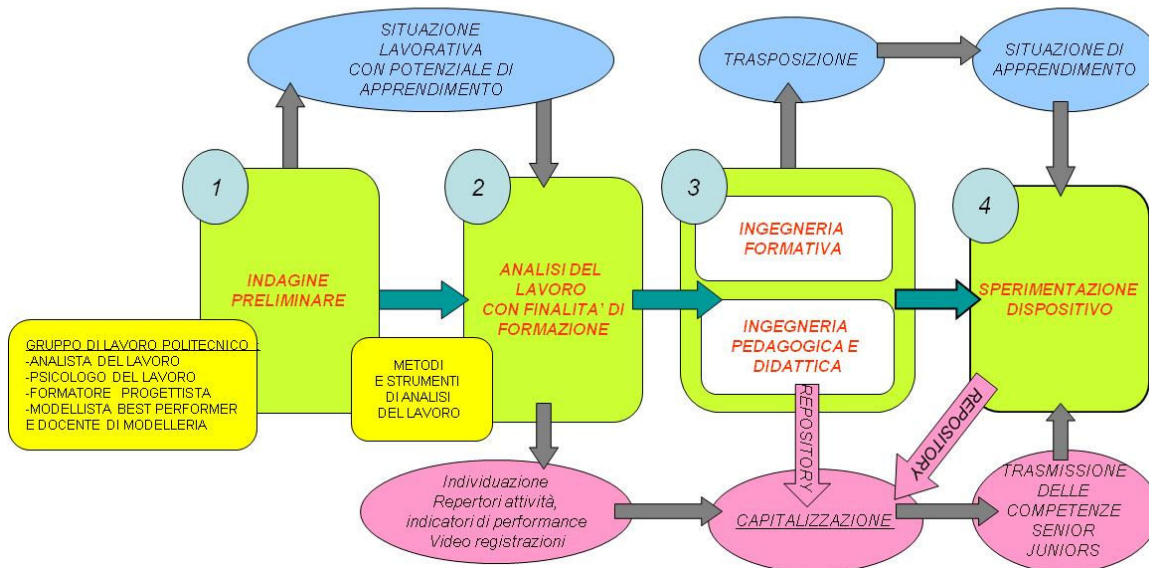 SITUAZIONE
LAVORATIVA
CON POTENZIALE DI
APPRENDIMENTO
TRASPOSIZIONE
SITUAZIONE DI
APPRENDIMENTO
1
INDAGINE
PRELIMINARE
2
ANALISI DEL
LAVORO
CON FINALITA' DI
FORMAZIONE
3
INGEGNERIA
FORMATIVA
INGEGNERIA
PEDAGOGICA E
DIDATTICA
4
SPERIMENTAZIONE
DISPOSITIVO
GRUPPO DI LAVORO POLITECNICO :
-ANALISTA DEL LAVORO
-PSICOLOGO DEL LAVORO
-FORMATORE PROGETTISTA
-MODELLISTA BEST PERFORMER
E DOCENTE DI MODELLERIA
METODI
E STRUMENTI
DI ANALISI
DEL LAVORO
REPOSITORY
REPOSITORY
Individuazione
Repertori attività,
indicatori di performance
Video registrazioni
CAPITALIZZAZIONE
TRASMISSIONE
DELLE
COMPETENZE
SENIOR
JUNIORS